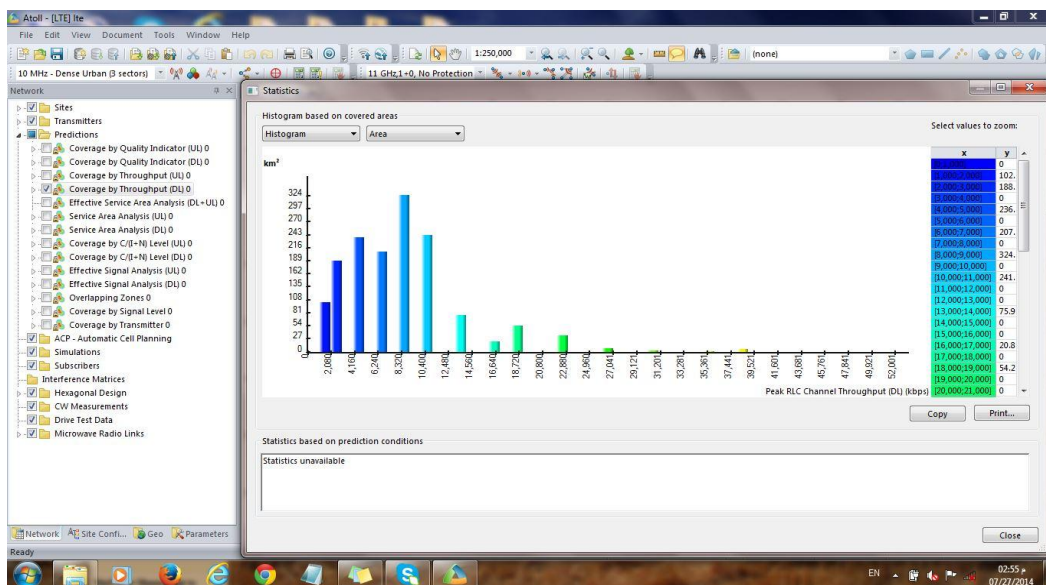 Atoll - [LTE] lte
File Edit View Document Tools Window Help
1:250,000 (none)
10 MHz - Dense Urban (3 sectors) 11 GHz,1+0, No Protection
Network
Sites
Transmitters
Predictions
Coverage by Quality Indicator (UL) 0
Coverage by Quality Indicator (DL) 0
Coverage by Throughput (UL) 0
Coverage by Throughput (DL) 0
Effective Service Area Analysis (DL+UL) 0
Service Area Analysis (UL) 0
Service Area Analysis (DL) 0
Coverage by C/(I+N) Level (UL) 0
Coverage by C/(I+N) Level (DL) 0
Effective Signal Analysis (UL) 0
Effective Signal Analysis (DL) 0
Overlapping Zones 0
Coverage by Signal Level 0
Coverage by Transmitter 0
ACP - Automatic Cell Planning
Simulations
Subscribers
Interference Matrices
Hexagonal Design
CW Measurements
Drive Test Data
Microwave Radio Links
Network Site Confi... Geo Parameters
Ready
Statistics
Histogram based on covered areas
Histogram Area
Select values to zoom:
km²
324
297
270
243
216
189
162
135
108
81
54
27
0
0 2,080 4,160 6,240 8,320 10,400 12,480 14,560 16,640 18,720 20,800 22,880 24,960 27,041 29,121 31,201 33,281 35,361 37,441 39,521 41,601 43,681 45,761 47,841 49,921 52,001
Peak RLC Channel Throughput (DL) (kbps)
x y
0
[1,000;2,000] 102.
[2,000;3,000] 188.
[3,000;4,000] 0
[4,000;5,000] 236.
[5,000;6,000] 0
[6,000;7,000] 207.
[7,000;8,000] 0
[8,000;9,000] 324.
[9,000;10,000] 0
[10,000;11,000] 241.
[11,000;12,000] 0
[12,000;13,000] 0
[13,000;14,000] 75.9
[14,000;15,000] 0
[15,000;16,000] 0
[16,000;17,000] 20.8
[17,000;18,000] 0
[18,000;19,000] 54.2
[19,000;20,000] 0
[20,000;21,000] 0
Copy Print...
Statistics based on prediction conditions
Statistics unavailable
Close
EN 02:55 م
07/27/2014